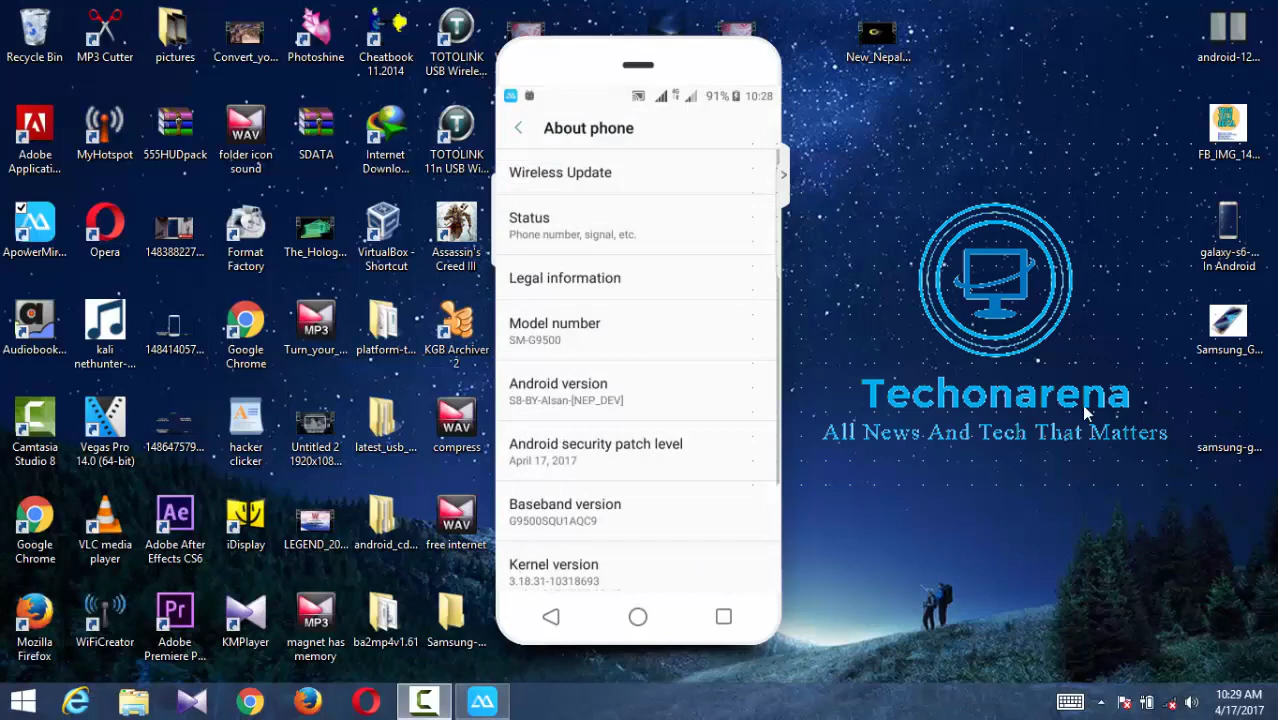 Recycle Bin
MP3 Cutter
pictures
Convert_yo...
Photoshine
Cheatbook
11.2014
TOTOLINK
USB Wirele...
New_Nepal...
android-12...
Adobe
Applicati...
MyHotspot
555HUDpack
folder icon
sound
SDATA
Internet
Downlo...
TOTOLINK
11n USB Wi...
FB_IMG_14...
ApowerMir...
Opera
148388227...
Format
Factory
The_Holog...
VirtualBox -
Shortcut
Assassin's
Creed III
galaxy-s6-...
In Android
Audiobook...
kali
nethunter-...
148414057...
Google
Chrome
Turn_your_...
platform-t...
KGB Archiver
2
Samsung_G...
Camtasia
Studio 8
Vegas Pro
14.0 (64-bit)
148647579...
hacker
clicker
Untitled 2
1920x108...
latest_usb_...
compress
samsung-g...
Google
Chrome
VLC media
player
Adobe After
Effects CS6
iDisplay
LEGEND_20...
android_cd...
free internet
Mozilla
Firefox
WiFiCreator
Adobe
Premiere P...
KMPlayer
magnet has
memory
ba2mp4v1.61
Samsung-...
91% 10:28
About phone
Wireless Update
Status
Phone number, signal, etc.
Legal information
Model number
SM-G9500
Android version
S8-BY-Alsan-[NEP_DEV]
Android security patch level
April 17, 2017
Baseband version
G9500SQU1AQC9
Kernel version
3.18.31-10318693
Techonarena
All News And Tech That Matters
10:29 AM
4/17/2017